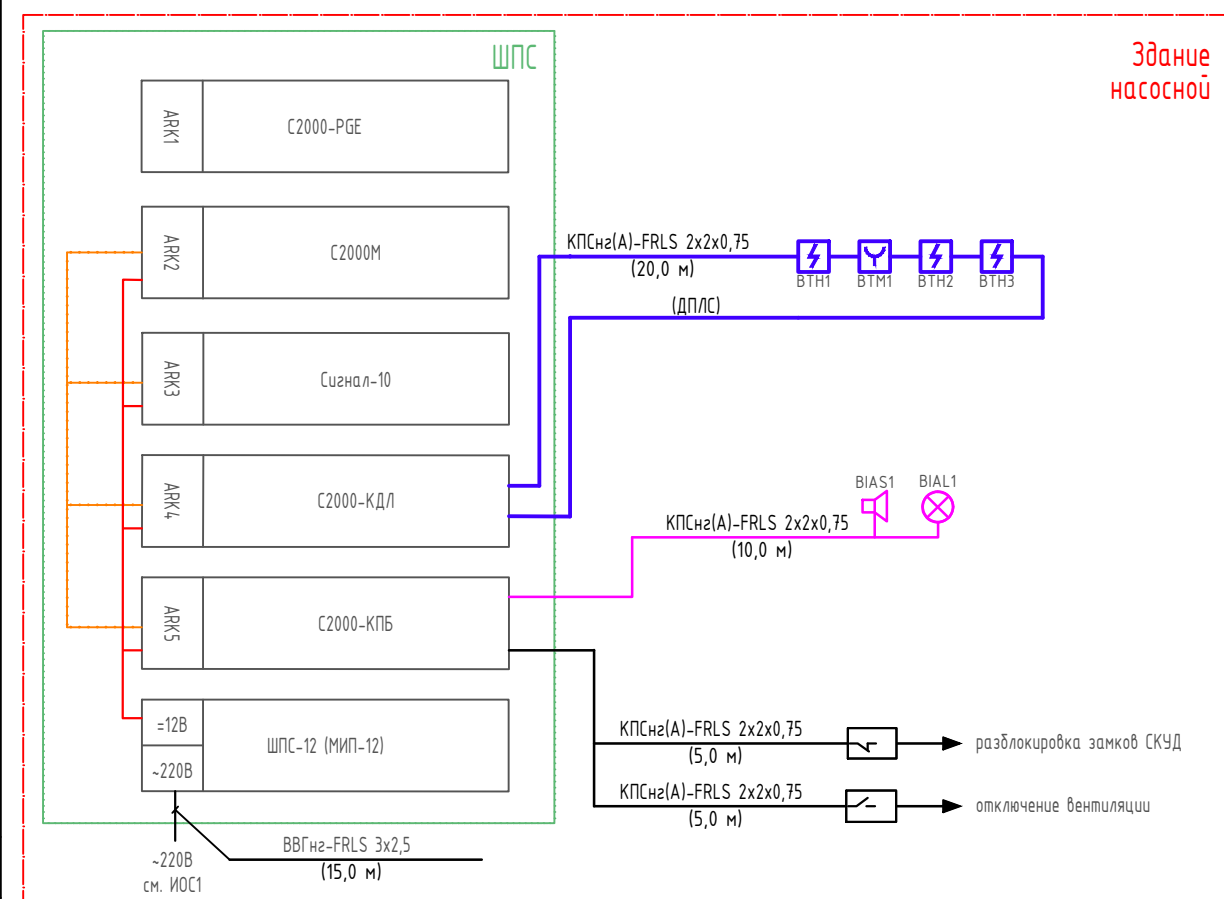 ШПС
Здание
насосной
ARK1
С2000-PGE
ARK2
С2000М
ARK3
Сигнал-10
ARK4
С2000-КДЛ
ARK5
С2000-КПБ
=12В
~220В
ШПС-12 (МИП-12)
КПСнг(А)-FRLS 2х2х0,75
(20,0 м)
(ДПЛС)
BTH1
BTM1
BTH2
BTH3
BIAS1
BIAL1
КПСнг(А)-FRLS 2х2х0,75
(10,0 м)
КПСнг(А)-FRLS 2х2х0,75
(5,0 м)
разблокировка замков СКУД
КПСнг(А)-FRLS 2х2х0,75
(5,0 м)
отключение вентиляции
ВВГнг-FRLS 3х2,5
(15,0 м)
~220В
см. ИОС1